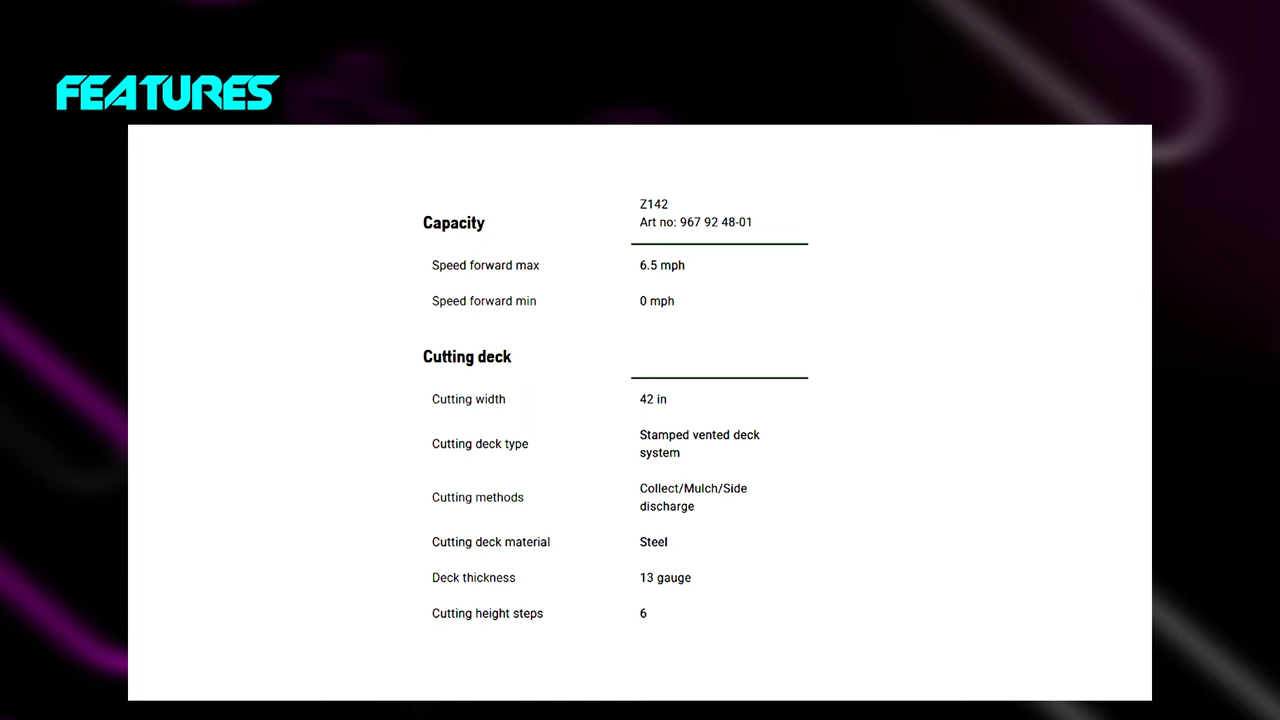 FEATURES
Z142
Capacity Art no: 967 92 48-01
Speed forward max 6.5 mph
Speed forward min 0 mph
Cutting deck
Cutting width 42 in
Cutting deck type Stamped vented deck
system
Cutting methods Collect/Mulch/Side
discharge
Cutting deck material Steel
Deck thickness 13 gauge
Cutting height steps 6